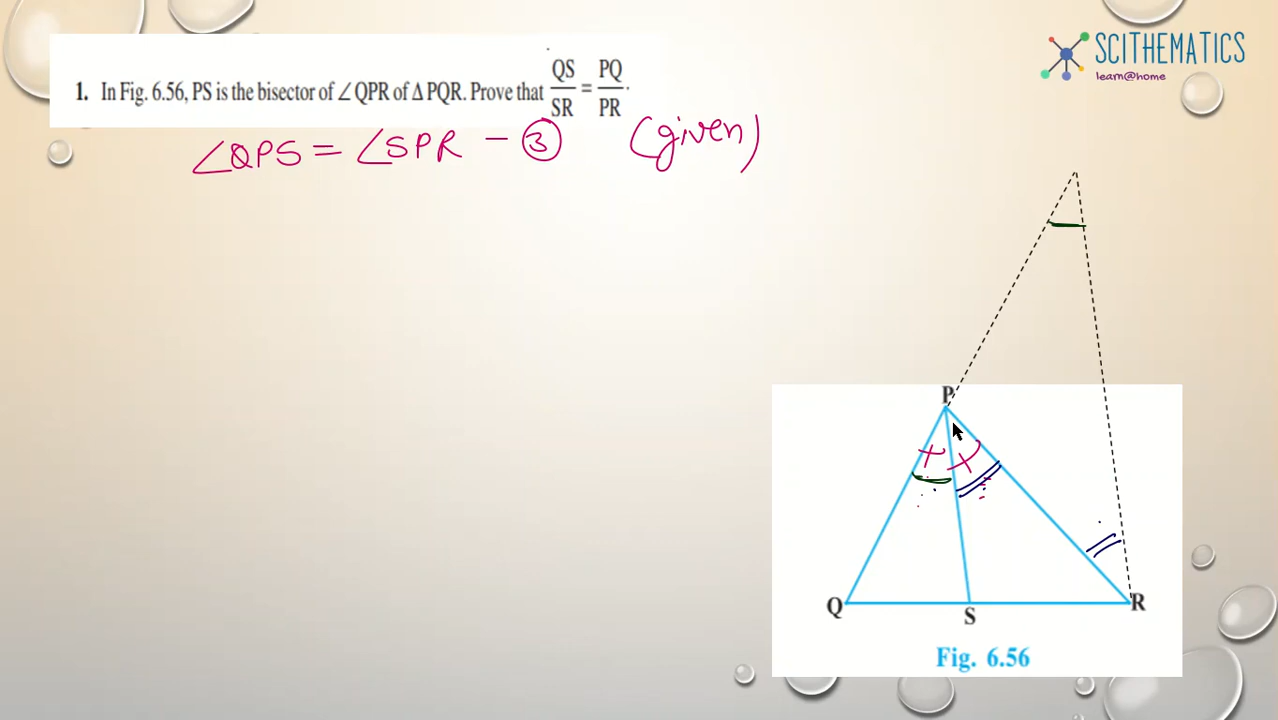 SCITHEMATICS
learn@home
1. In Fig. 6.56, PS is the bisector of ∠QPR of Δ PQR. Prove that QS/SR = PQ/PR.
∠QPS = ∠SPR – ③ (given)
P
Q
S
R
Fig. 6.56